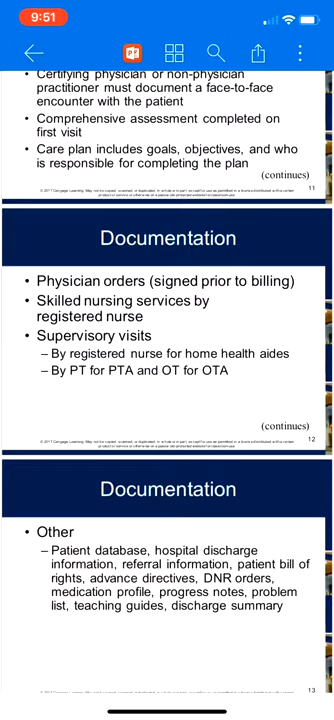 9:51
• Certifying physician or non-physician
practitioner must document a face-to-face
encounter with the patient
• Comprehensive assessment completed on
first visit
• Care plan includes goals, objectives, and who
is responsible for completing the plan
(continues)
11
Documentation
• Physician orders (signed prior to billing)
• Skilled nursing services by
registered nurse
• Supervisory visits
– By registered nurse for home health aides
– By PT for PTA and OT for OTA
(continues)
12
Documentation
• Other
– Patient database, hospital discharge
information, referral information, patient bill of
rights, advance directives, DNR orders,
medication profile, progress notes, problem
list, teaching guides, discharge summary
13